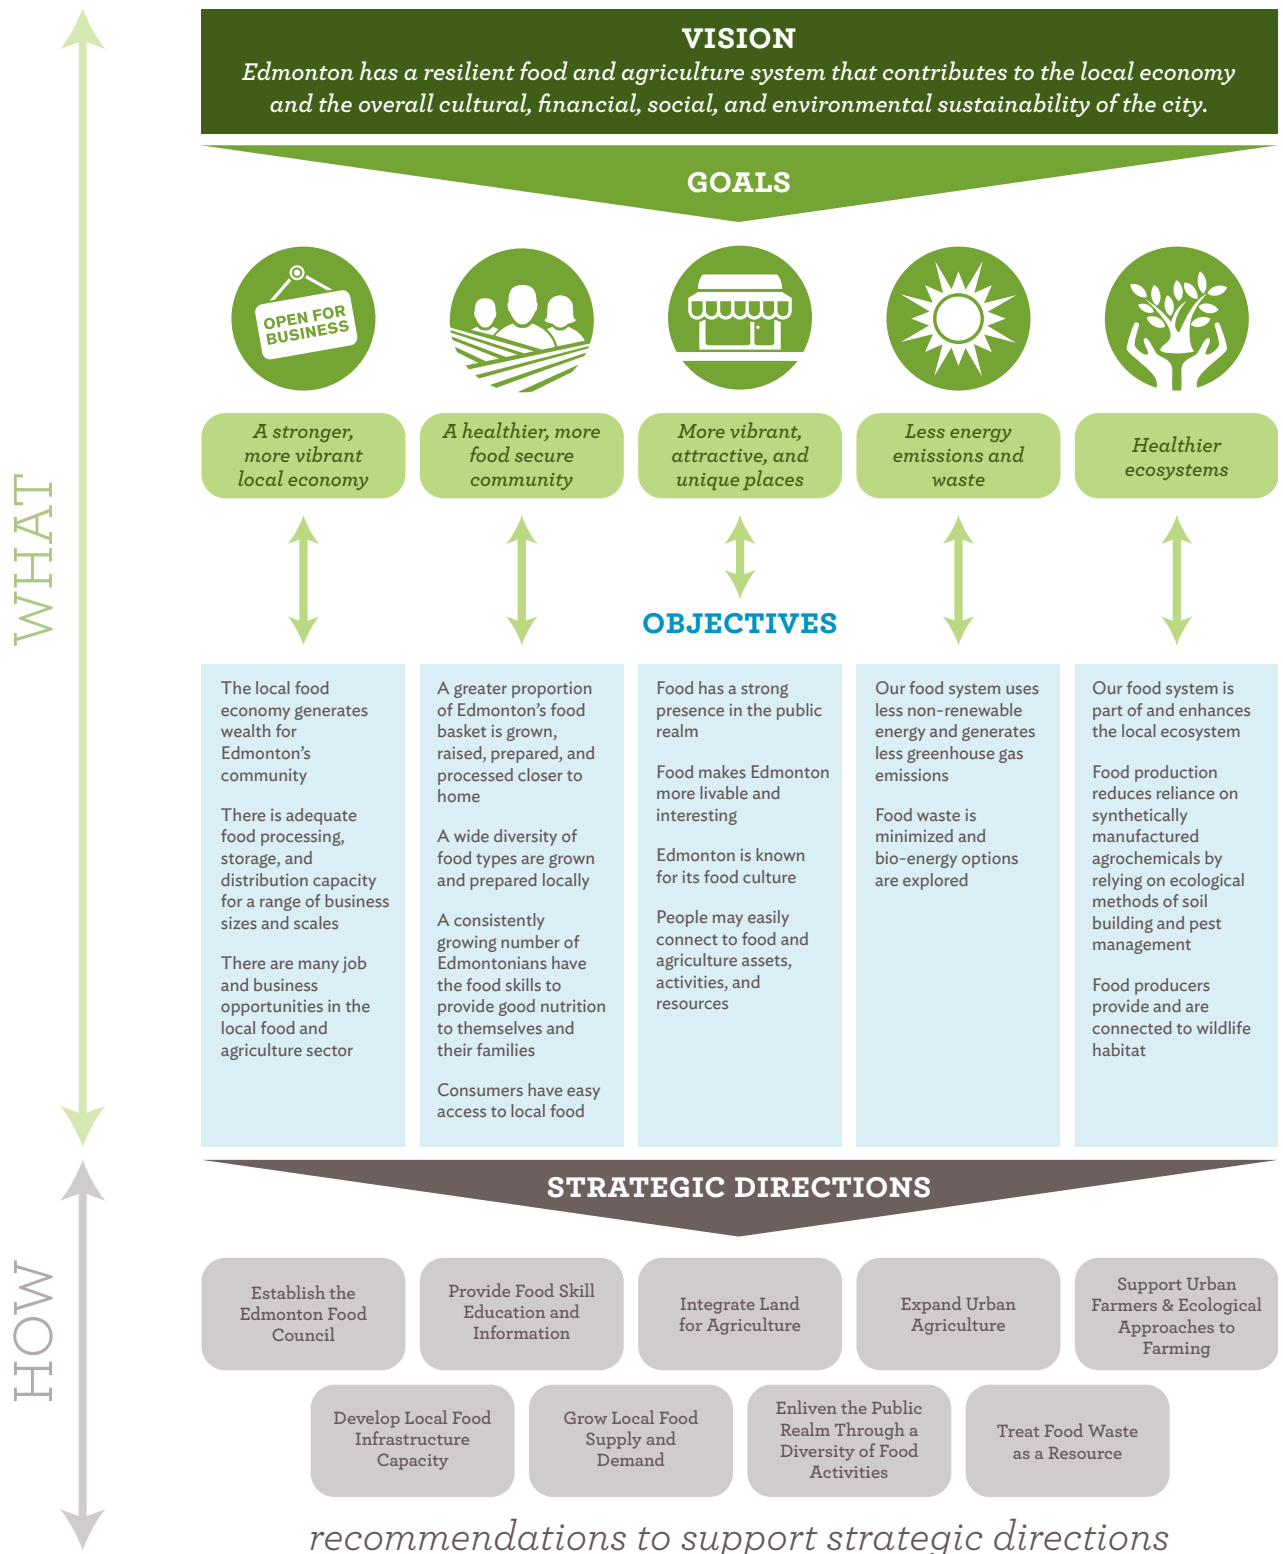 VISION
Edmonton has a resilient food and agriculture system that contributes to the local economy
and the overall cultural, financial, social, and environmental sustainability of the city.
GOALS
OPEN FOR
BUSINESS
A stronger,
more vibrant
local economy
A healthier, more
food secure
community
More vibrant,
attractive, and
unique places
Less energy
emissions and
waste
Healthier
ecosystems
WHAT
OBJECTIVES
The local food
economy generates
wealth for
Edmonton's
community
There is adequate
food processing,
storage, and
distribution capacity
for a range of business
sizes and scales
There are many job
and business
opportunities in the
local food and
agriculture sector
A greater proportion
of Edmonton's food
basket is grown,
raised, prepared, and
processed closer to
home
A wide diversity of
food types are grown
and prepared locally
A consistently
growing number of
Edmontonians have
the food skills to
provide good nutrition
to themselves and
their families
Consumers have easy
access to local food
Food has a strong
presence in the public
realm
Food makes Edmonton
more livable and
interesting
Edmonton is known
for its food culture
People may easily
connect to food and
agriculture assets,
activities, and
resources
Our food system uses
less non-renewable
energy and generates
less greenhouse gas
emissions
Food waste is
minimized and
bio-energy options
are explored
Our food system is
part of and enhances
the local ecosystem
Food production
reduces reliance on
synthetically
manufactured
agrochemicals by
relying on ecological
methods of soil
building and pest
management
Food producers
provide and are
connected to wildlife
habitat
STRATEGIC DIRECTIONS
HOW
Establish the
Edmonton Food
Council
Provide Food Skill
Education and
Information
Integrate Land
for Agriculture
Expand Urban
Agriculture
Support Urban
Farmers & Ecological
Approaches to
Farming
Develop Local Food
Infrastructure
Capacity
Grow Local Food
Supply and
Demand
Enliven the Public
Realm Through a
Diversity of Food
Activities
Treat Food Waste
as a Resource
recommendations to support strategic directions